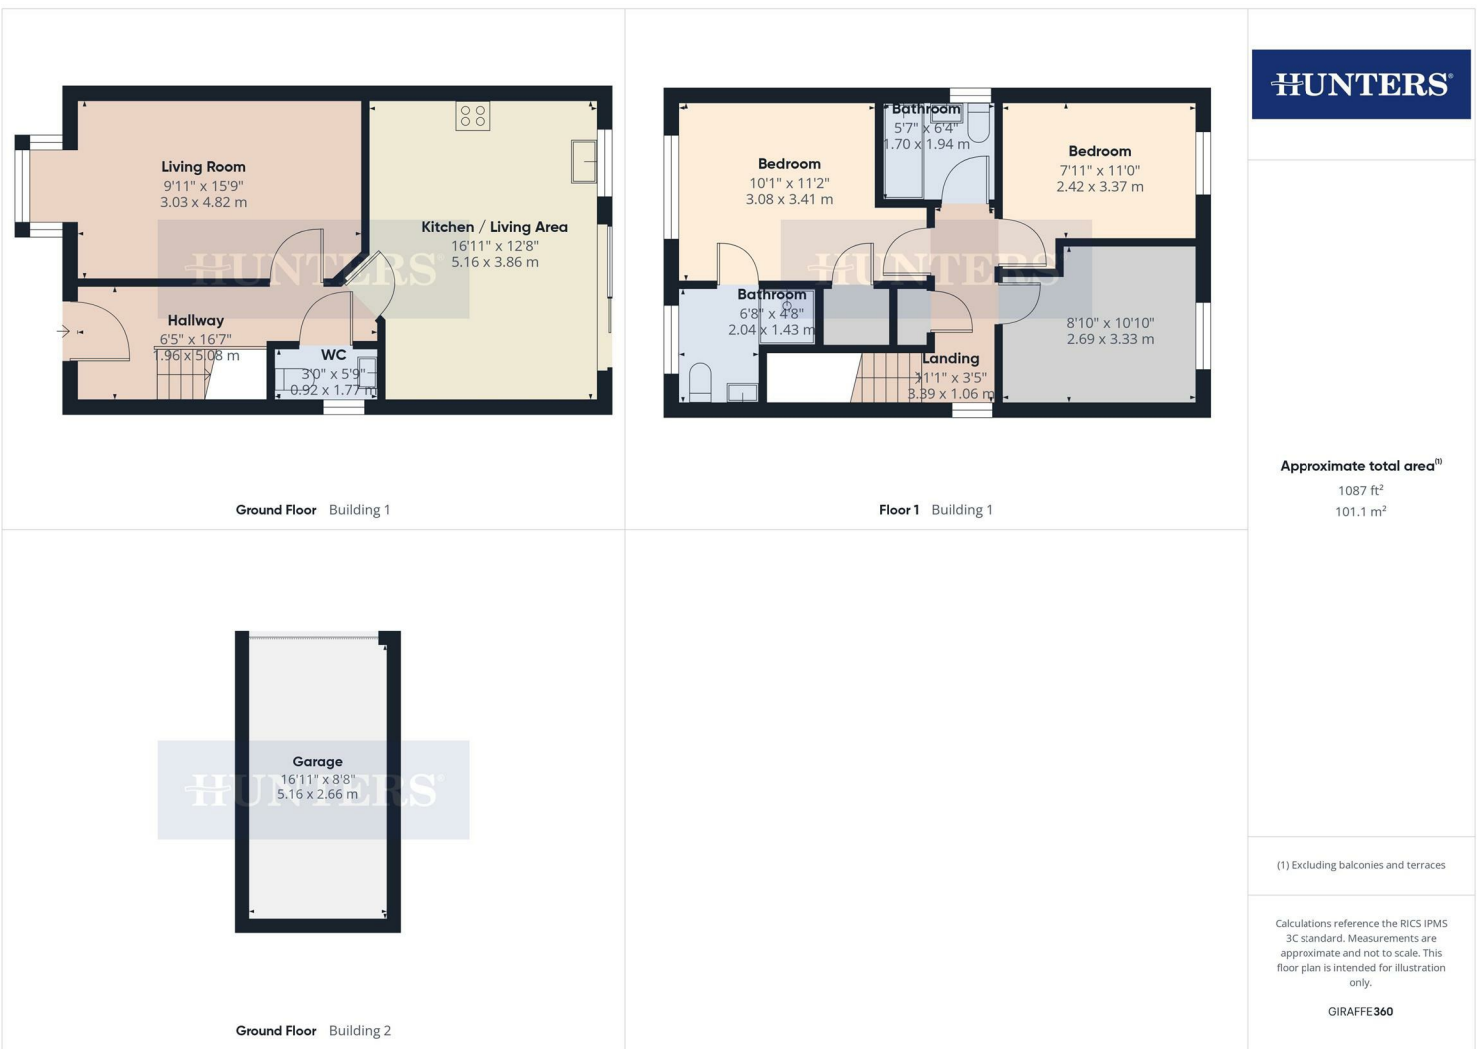 Living Room
9'11" x 15'9"
3.03 x 4.82 m
Kitchen / Living Area
16'11" x 12'8"
5.16 x 3.86 m
HUNTERS
Hallway
6'5" x 16'7"
1.96 x 5.08 m
WC
3'0" x 5'9"
0.92 x 1.77 m
Ground Floor Building 1
Bathroom
5'7" x 6'4"
1.70 x 1.94 m
Bedroom
10'1" x 11'2"
3.08 x 3.41 m
Bedroom
7'11" x 11'0"
2.42 x 3.37 m
HUNTERS
Bathroom
6'8" x 4'8"
2.04 x 1.43 m
8'10" x 10'10"
2.69 x 3.33 m
Landing
11'1" x 3'5"
3.39 x 1.06 m
Floor 1 Building 1
Garage
16'11" x 8'8"
5.16 x 2.66 m
HUNTERS®
Ground Floor Building 2
HUNTERS®
Approximate total area(1)
1087 ft²
101.1 m²
(1) Excluding balconies and terraces
Calculations reference the RICS IPMS
3C standard. Measurements are
approximate and not to scale. This
floor plan is intended for illustration
only.
GIRAFFE360